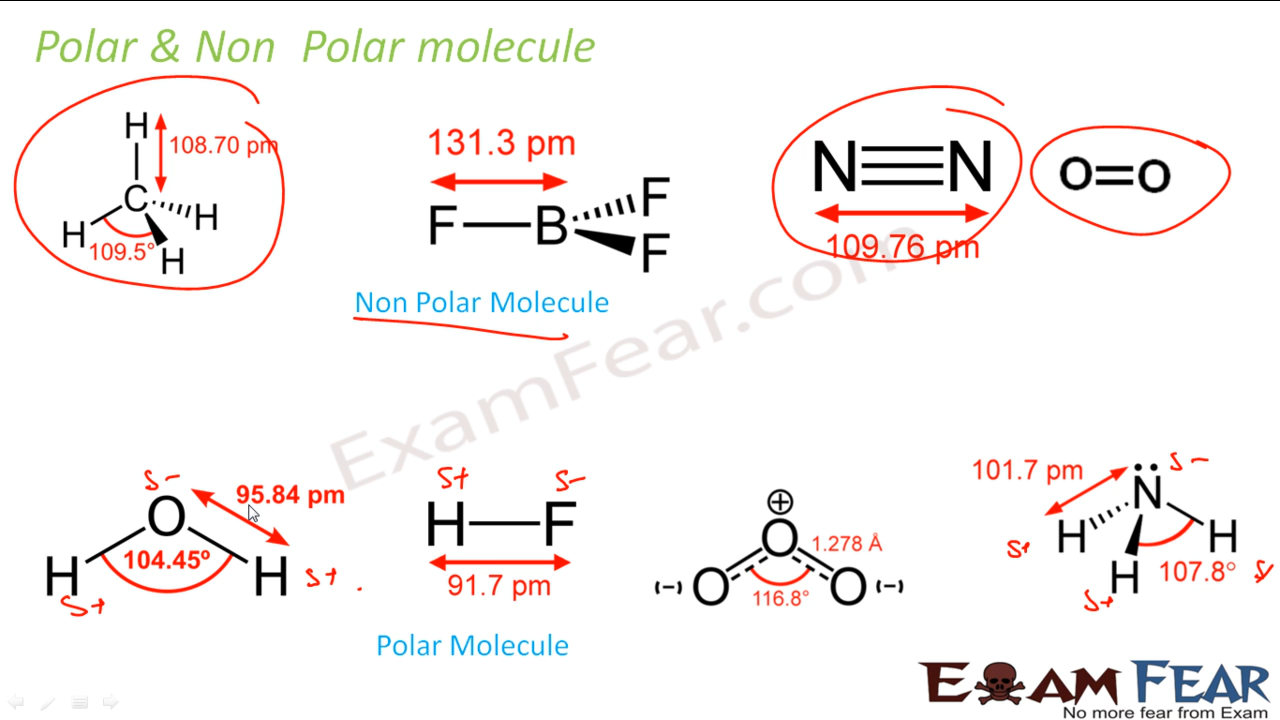 Polar & Non Polar molecule
H
108.70 pm
C
H
H
109.5°
H
131.3 pm
F
B
F
F
N
N
109.76 pm
O
O
Non Polar Molecule
ExamFear.com
δ-
O
95.84 pm
H
104.45º
H
δ+
δ+
δ+
δ-
H
F
91.7 pm
Polar Molecule
+
O
1.278 Å
(-)
O
O
(-)
116.8°
101.7 pm
δ-
N
H
H
δ+
H
107.8°
δ+
EXAM FEAR
No more fear from Exam